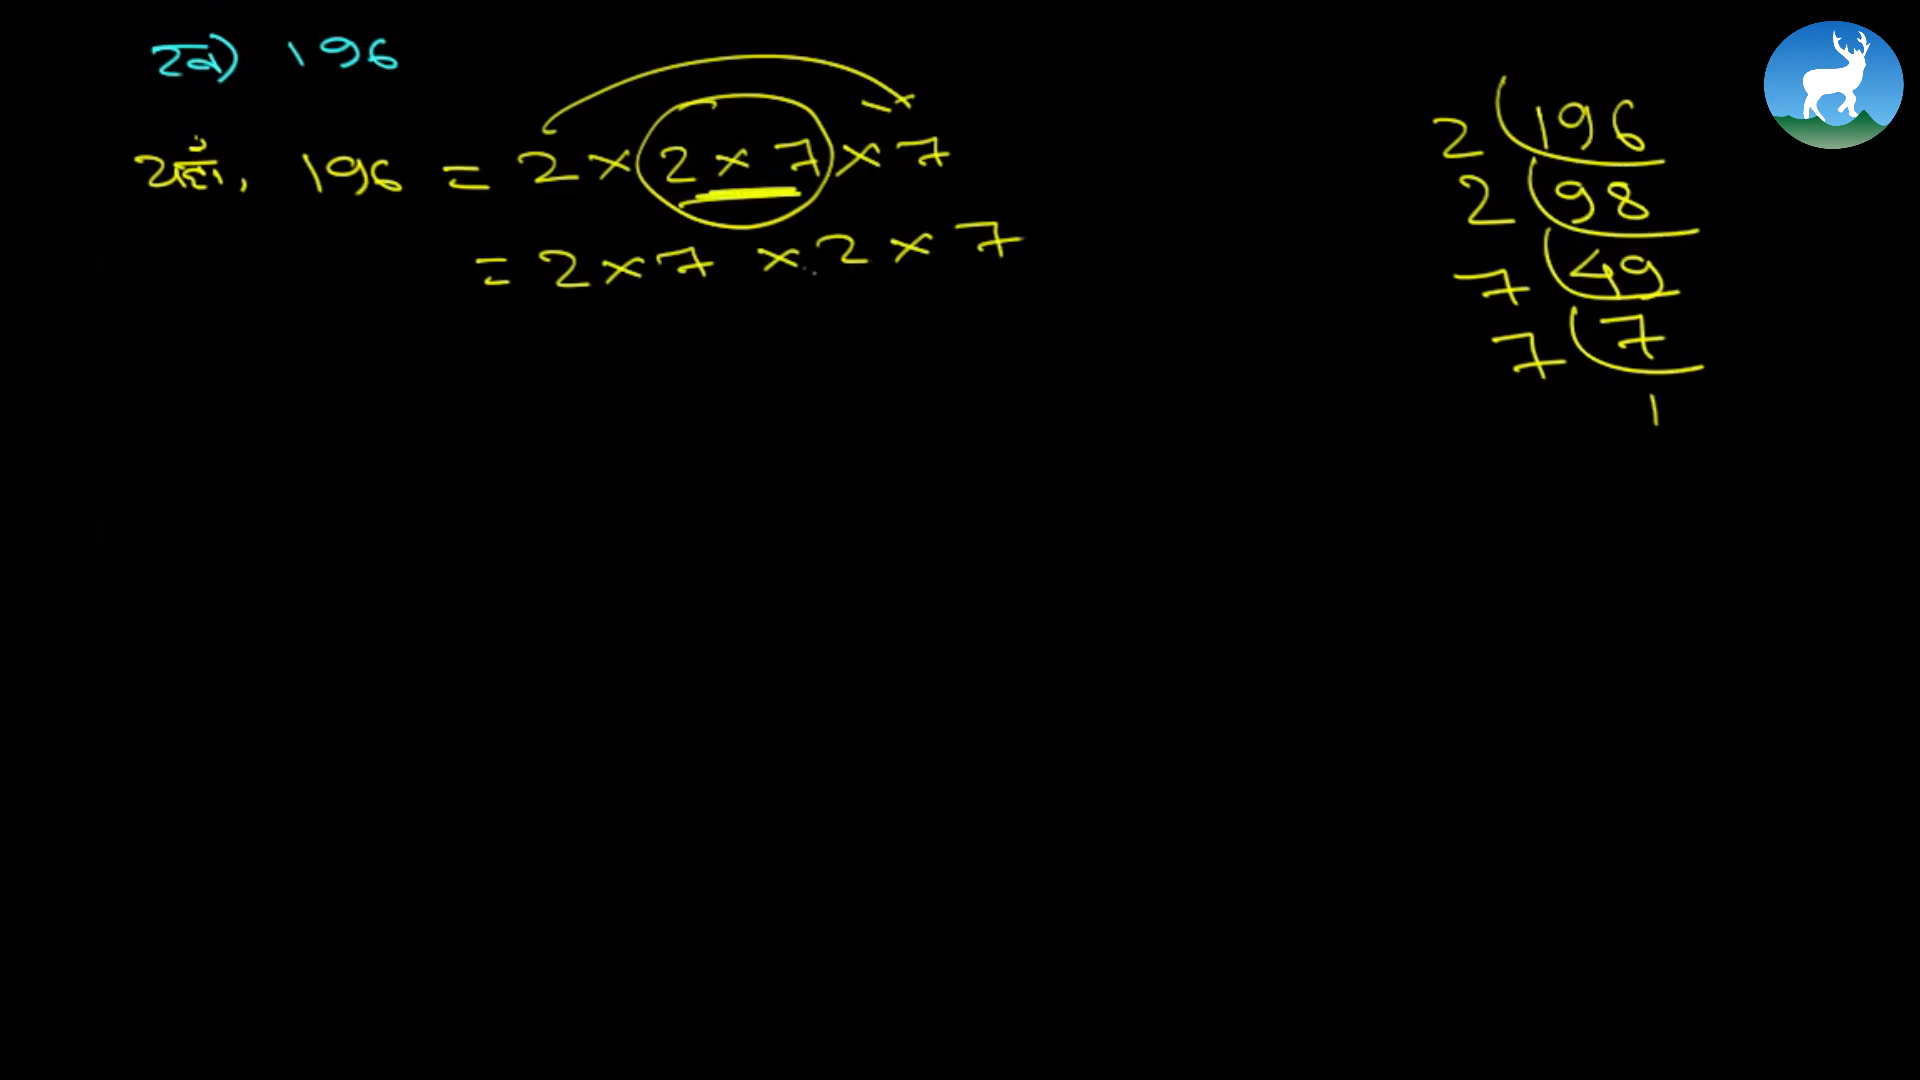 ख) 196
यहाँ, 196 = 2 × 2 × 7 × 7
= 2 × 7 × 2 × 7
2 196
2 98
7 49
7 7
1